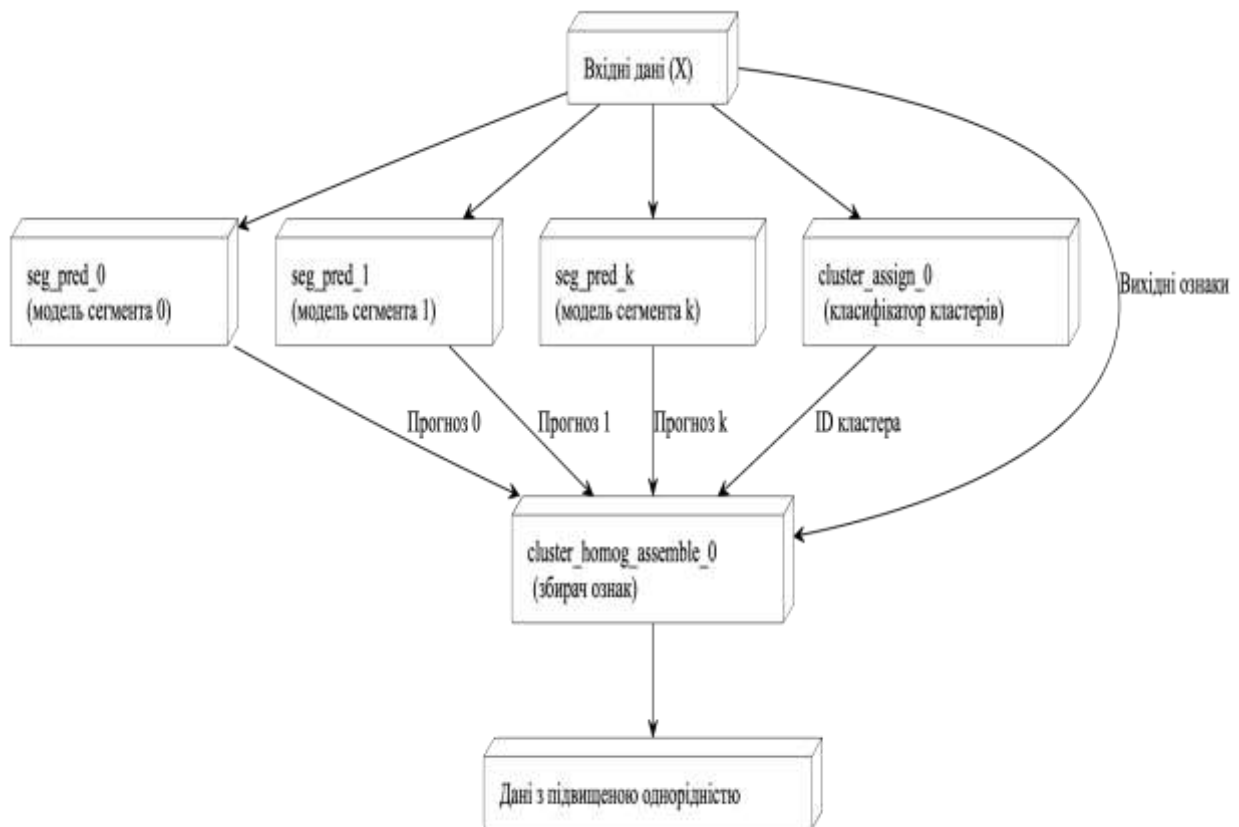 Вхідні дані (X)
seg_pred_0
(модель сегмента 0)
seg_pred_1
(модель сегмента 1)
seg_pred_k
(модель сегмента k)
cluster_assign_0
(класифікатор кластерів)
Вихідні ознаки
Прогноз 0
Прогноз 1
Прогноз k
ID кластера
cluster_homog_assemble_0
(збирач ознак)
Дані з підвищеною однорідністю